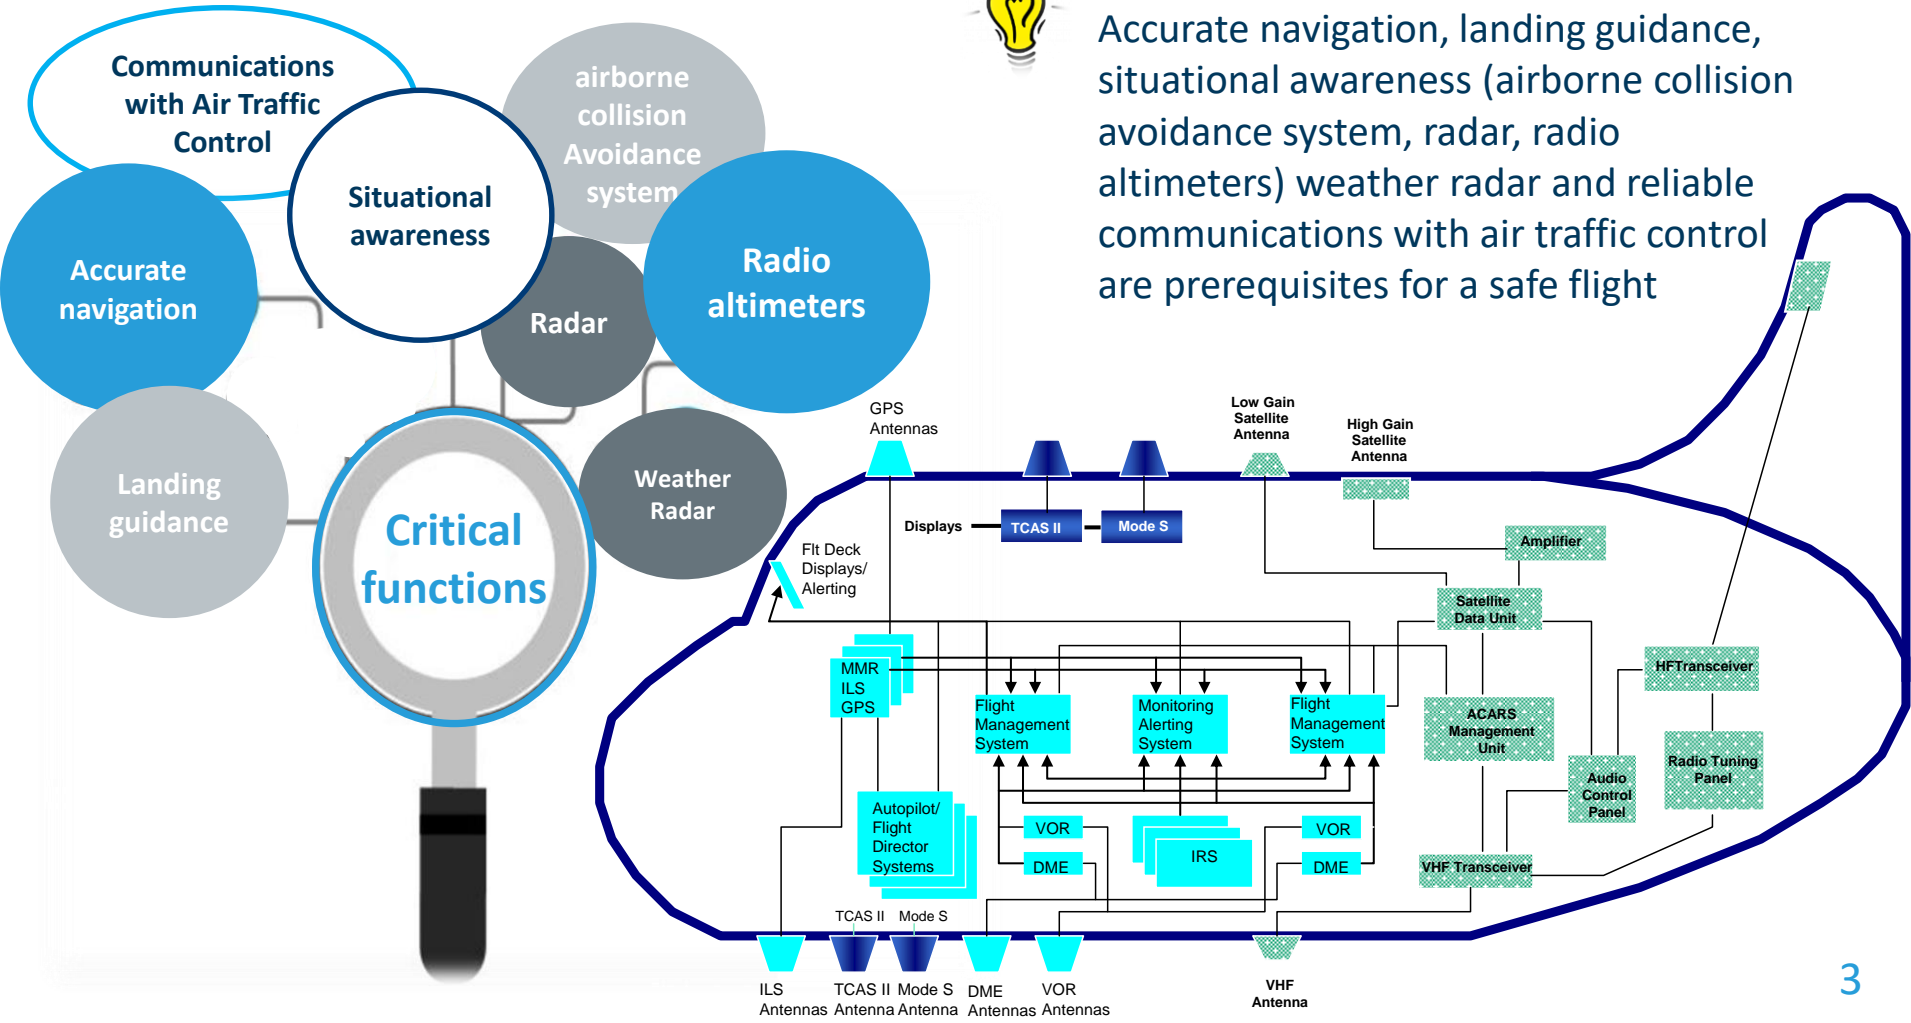 Communications
with Air Traffic
Control
Situational
awareness
airborne
collision
Avoidance
system
Accurate
navigation
Radar
Radio
altimeters
Landing
guidance
Weather
Radar
Critical
functions
Accurate navigation, landing guidance,
situational awareness (airborne collision
avoidance system, radar, radio
altimeters) weather radar and reliable
communications with air traffic control
are prerequisites for a safe flight
GPS
Antennas
Low Gain
Satellite
Antenna
High Gain
Satellite
Antenna
Displays
TCAS II
Mode S
Flt Deck
Displays/
Alerting
Amplifier
Satellite
Data Unit
MMR
ILS
GPS
Flight
Management
System
Monitoring
Alerting
System
Flight
Management
System
ACARS
Management
Unit
HFTransceiver
Radio Tuning
Panel
Audio
Control
Panel
Autopilot/
Flight
Director
Systems
VOR
DME
IRS
VOR
DME
VHF Transceiver
TCAS II
Mode S
ILS
Antennas
TCAS II
Antenna
Mode S
Antenna
DME
Antennas
VOR
Antennas
VHF
Antenna
3